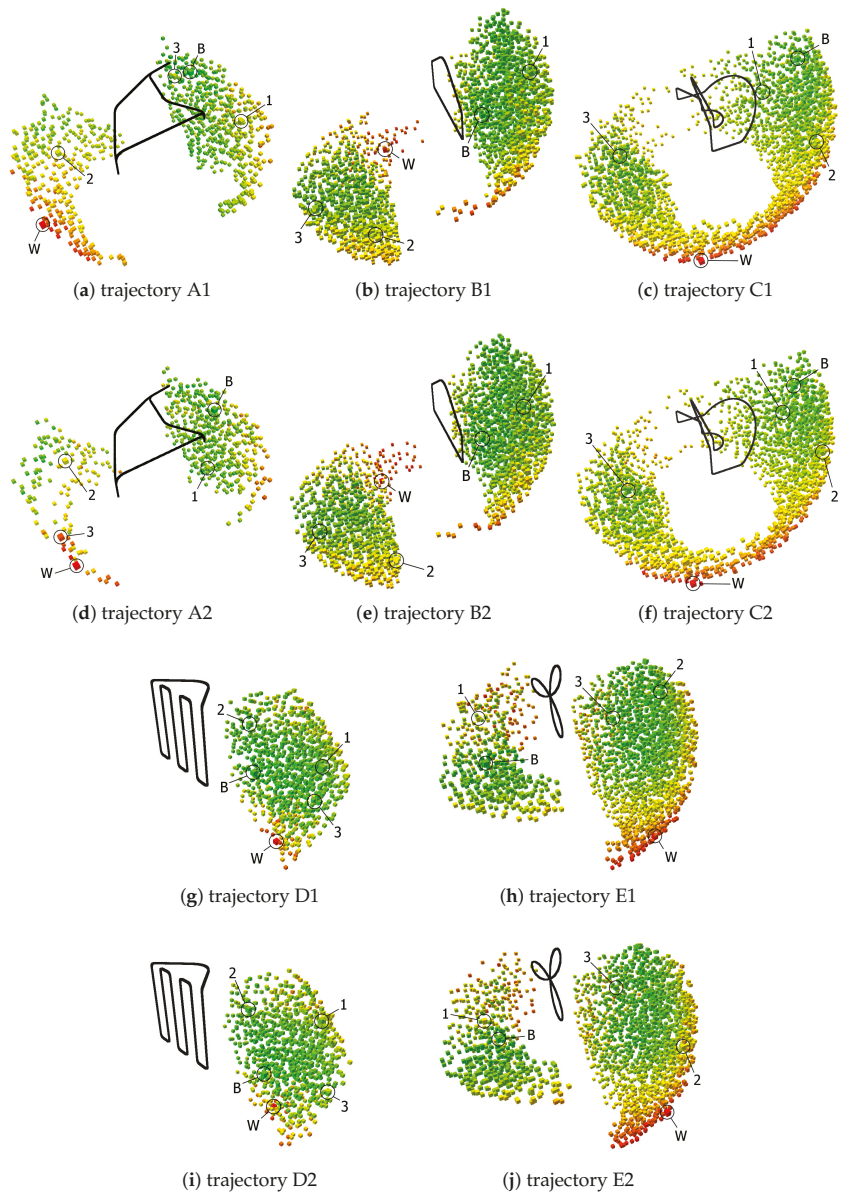 3 B 1 2 W
1 B W 3 2
B 1 3 2 W
(a) trajectory A1 (b) trajectory B1 (c) trajectory C1
B 2 1 3 W
1 B W 3 2
B 1 3 2 W
(d) trajectory A2 (e) trajectory B2 (f) trajectory C2
2 1 B 3 W
1 2 3 B W
(g) trajectory D1 (h) trajectory E1
2 1 B 3 W
3 1 B 2 W
(i) trajectory D2 (j) trajectory E2